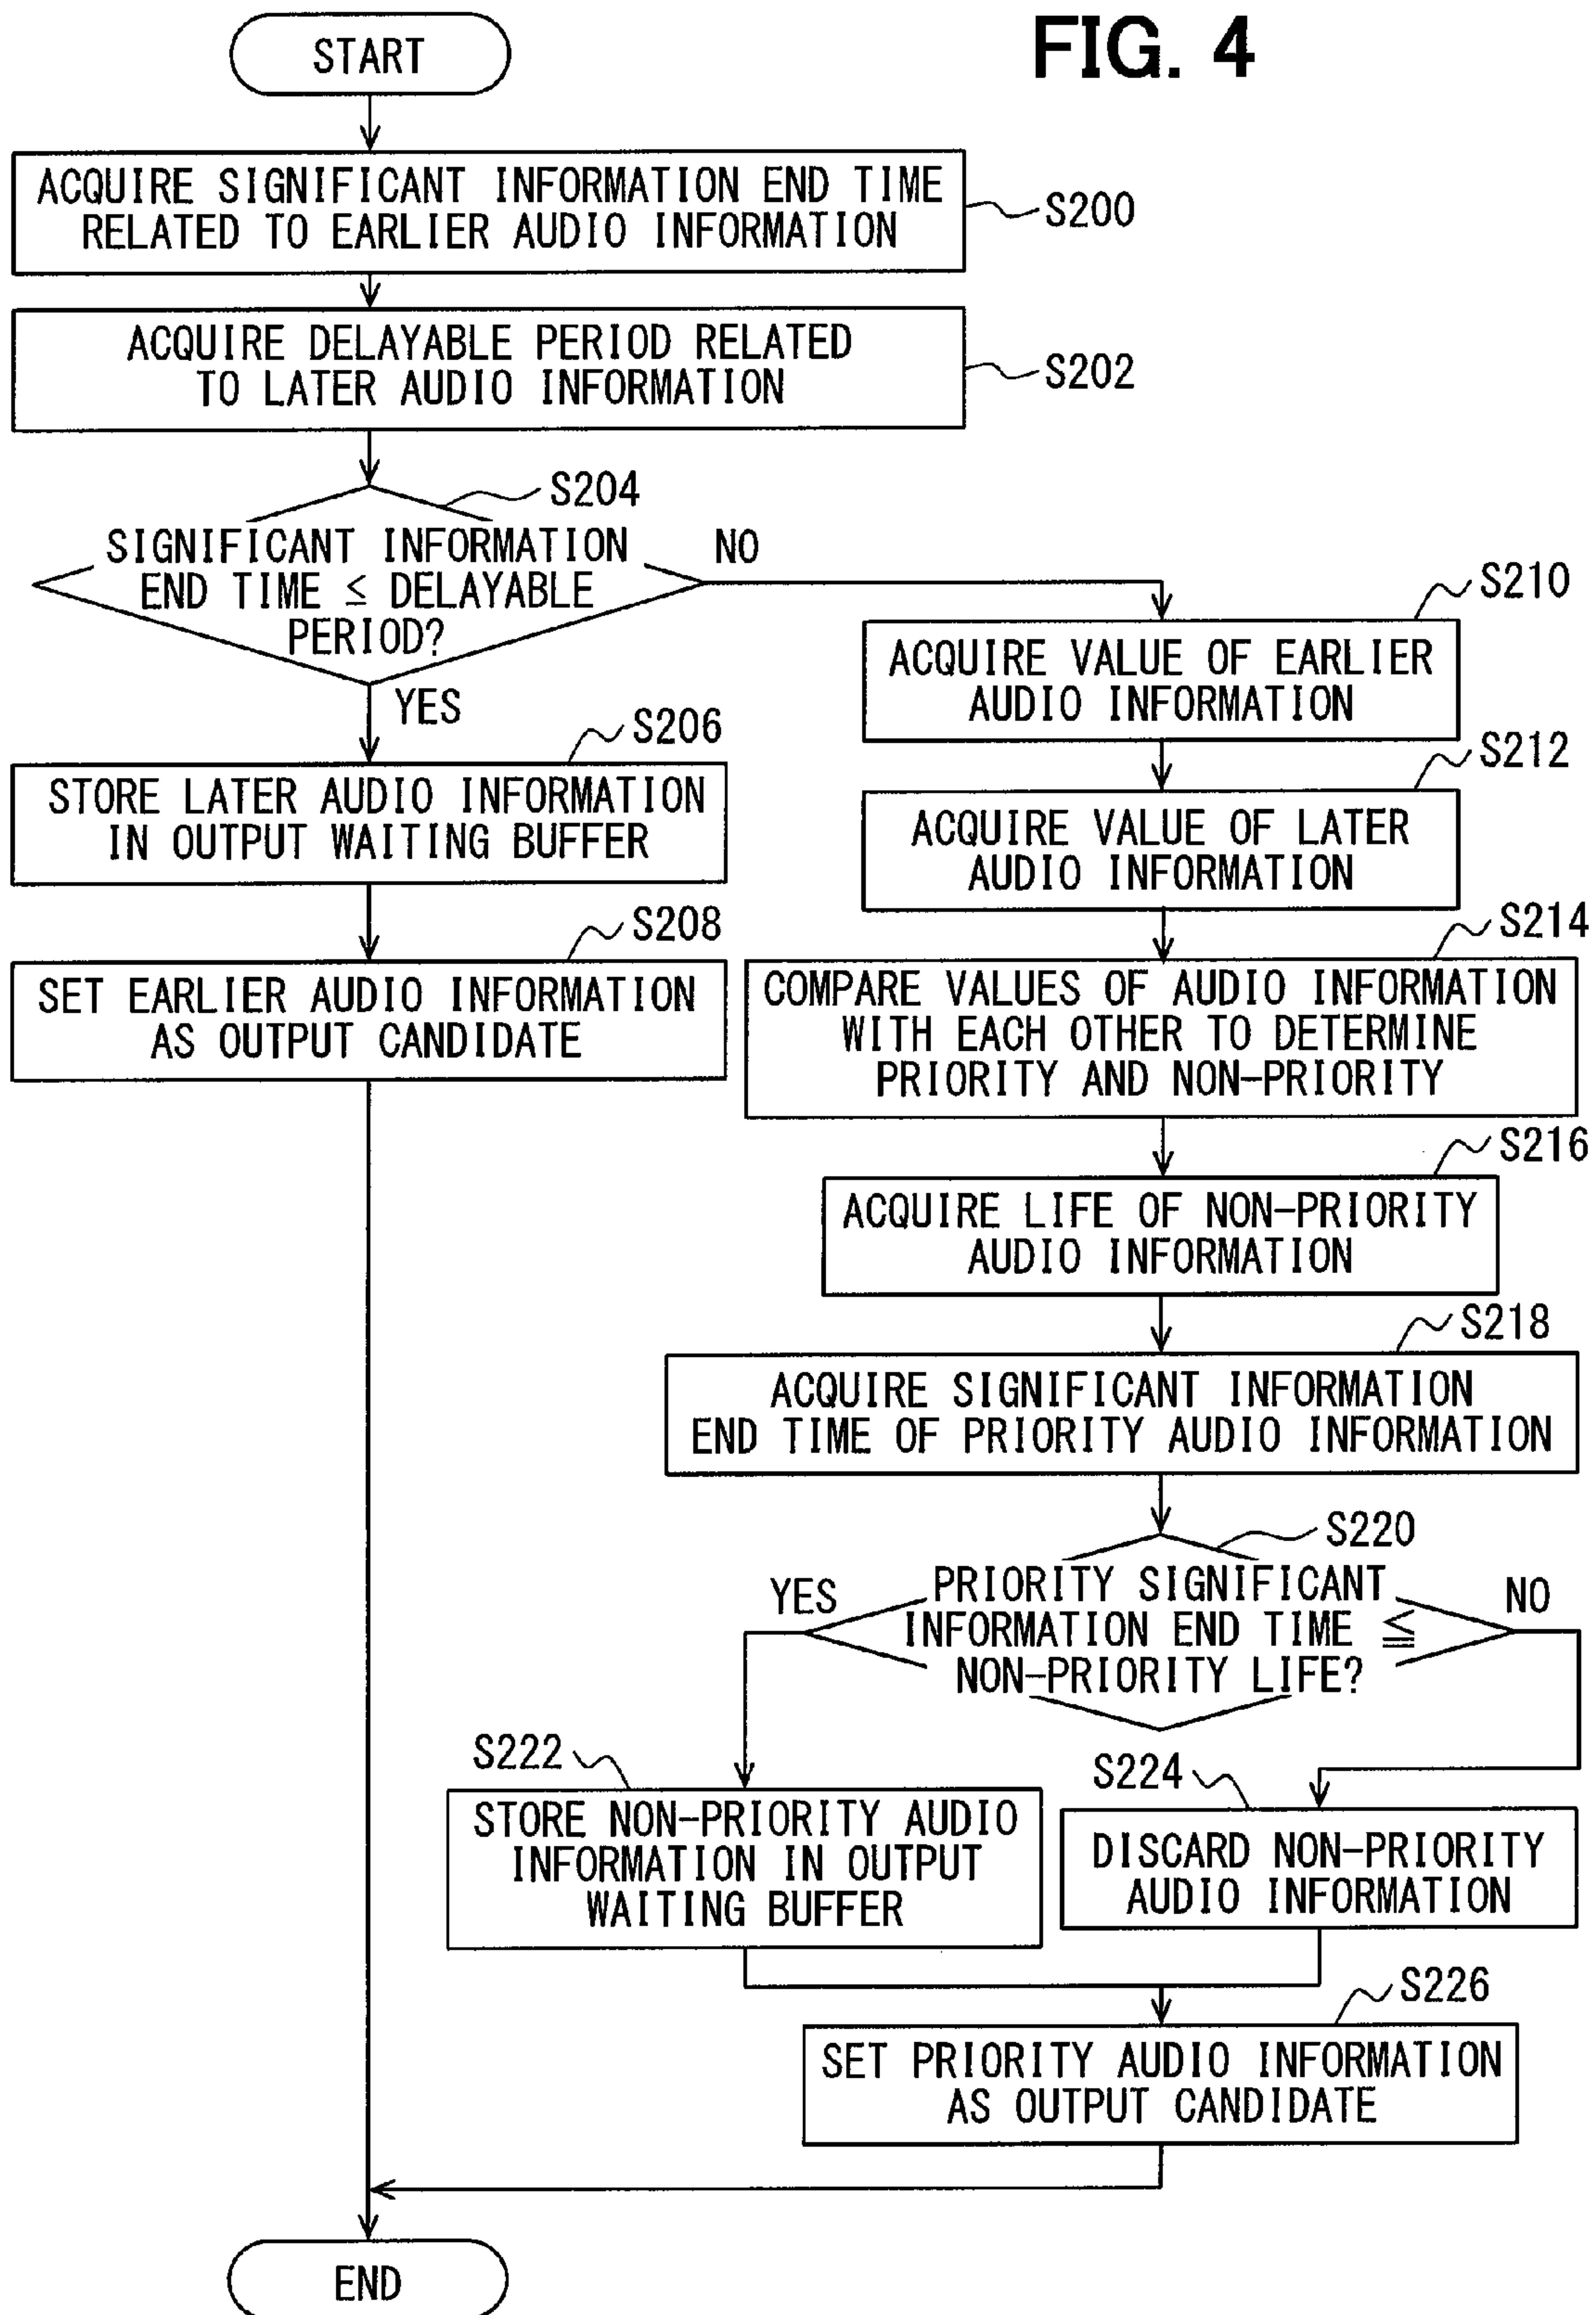 FIG. 4
START
ACQUIRE SIGNIFICANT INFORMATION END TIME
RELATED TO EARLIER AUDIO INFORMATION
S200
ACQUIRE DELAYABLE PERIOD RELATED
TO LATER AUDIO INFORMATION
S202
S204
SIGNIFICANT INFORMATION
END TIME ≦ DELAYABLE
PERIOD?
NO
YES
S206
STORE LATER AUDIO INFORMATION
IN OUTPUT WAITING BUFFER
S208
SET EARLIER AUDIO INFORMATION
AS OUTPUT CANDIDATE
S210
ACQUIRE VALUE OF EARLIER
AUDIO INFORMATION
S212
ACQUIRE VALUE OF LATER
AUDIO INFORMATION
S214
COMPARE VALUES OF AUDIO INFORMATION
WITH EACH OTHER TO DETERMINE
PRIORITY AND NON-PRIORITY
S216
ACQUIRE LIFE OF NON-PRIORITY
AUDIO INFORMATION
S218
ACQUIRE SIGNIFICANT INFORMATION
END TIME OF PRIORITY AUDIO INFORMATION
S220
PRIORITY SIGNIFICANT
INFORMATION END TIME ≦
NON-PRIORITY LIFE?
YES
NO
S222
STORE NON-PRIORITY AUDIO
INFORMATION IN OUTPUT
WAITING BUFFER
S224
DISCARD NON-PRIORITY
AUDIO INFORMATION
S226
SET PRIORITY AUDIO INFORMATION
AS OUTPUT CANDIDATE
END